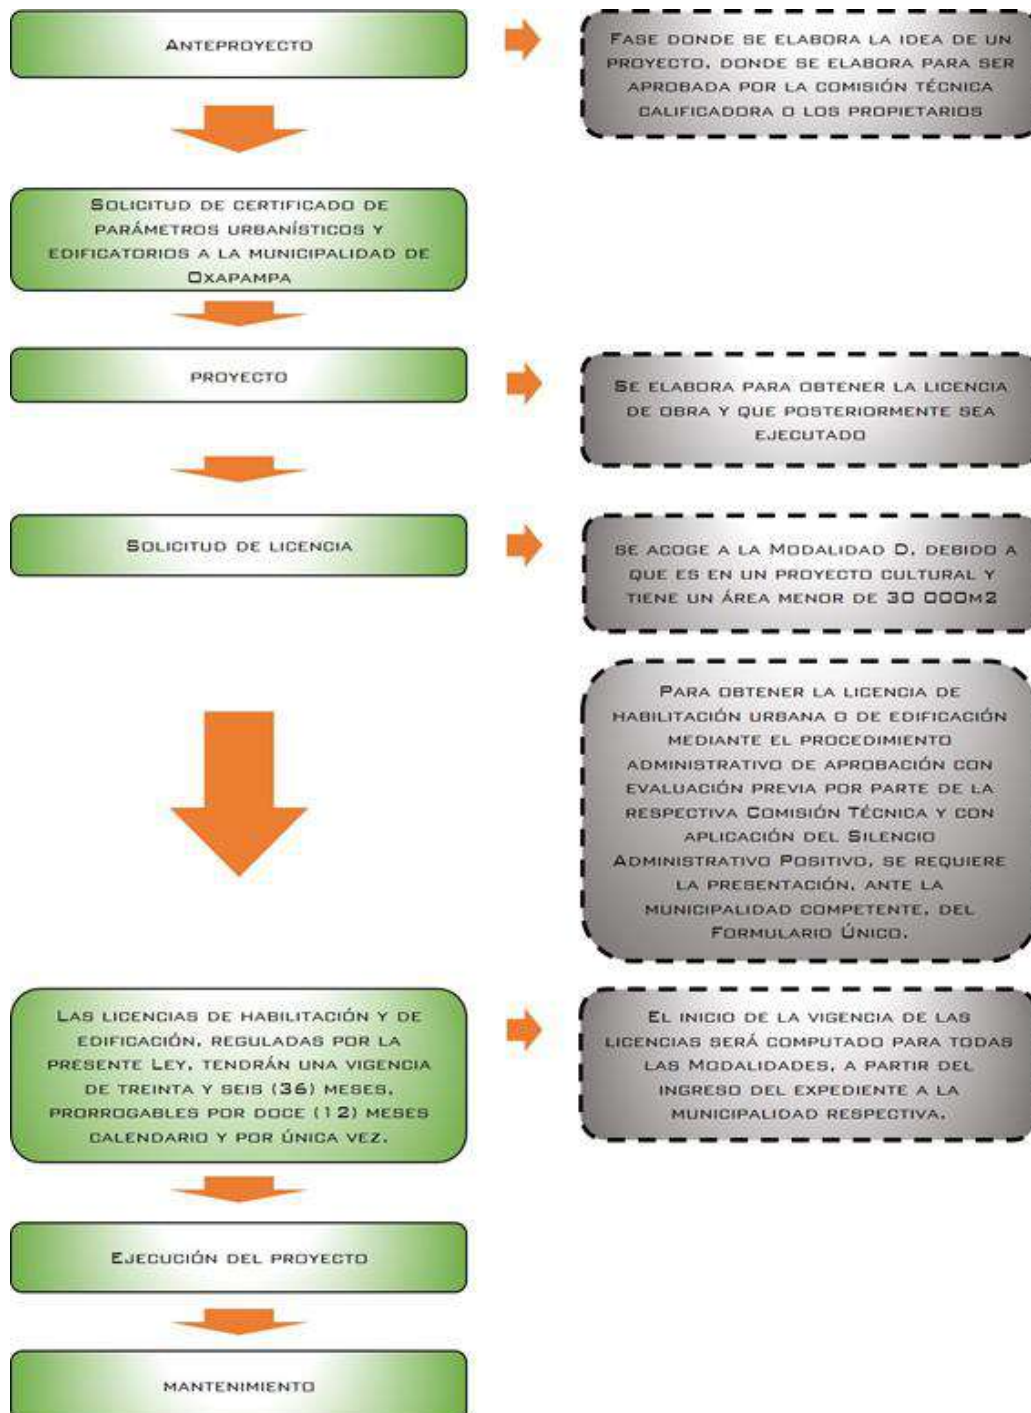 Anteproyecto
Fase donde se elabora la idea de un
proyecto, donde se elabora para ser
aprobada por la comisión técnica
calificadora o los propietarios
Solicitud de certificado de
parámetros urbanísticos y
edificatorios a la municipalidad de
Oxapampa
proyecto
Se elabora para obtener la licencia
de obra y que posteriormente sea
ejecutado
Solicitud de licencia
se acoge a la Modalidad D, debido a
que es en un proyecto cultural y
tiene un área menor de 30 000m2
Para obtener la licencia de
habilitación urbana o de edificación
mediante el procedimiento
administrativo de aprobación con
evaluación previa por parte de la
respectiva Comisión Técnica y con
aplicación del Silencio
Administrativo Positivo, se requiere
la presentación, ante la
municipalidad competente, del
Formulario Único.
Las licencias de habilitación y de
edificación, reguladas por la
presente Ley, tendrán una vigencia
de treinta y seis (36) meses,
prorrogables por doce (12) meses
calendario y por única vez.
El inicio de la vigencia de las
licencias será computado para todas
las Modalidades, a partir del
ingreso del expediente a la
municipalidad respectiva.
Ejecución del proyecto
mantenimiento